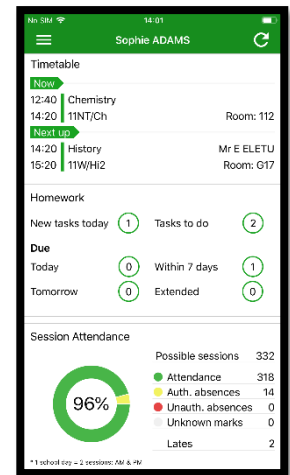 No SIM 14:01
Sophie ADAMS
Timetable
Now
12:40 Chemistry
14:20 11NT/Ch Room: 112
Next up
14:20 History Mr E ELETU
15:20 11W/Hi2 Room: G17
Homework
New tasks today 1 Tasks to do 2
Due
Today 0 Within 7 days 1
Tomorrow 0 Extended 0
Session Attendance
Possible sessions 332
Attendance 318
Auth. absences 14
Unauth. absences 0
Unknown marks 0
Lates 2
96%
* 1 school day = 2 sessions: AM & PM